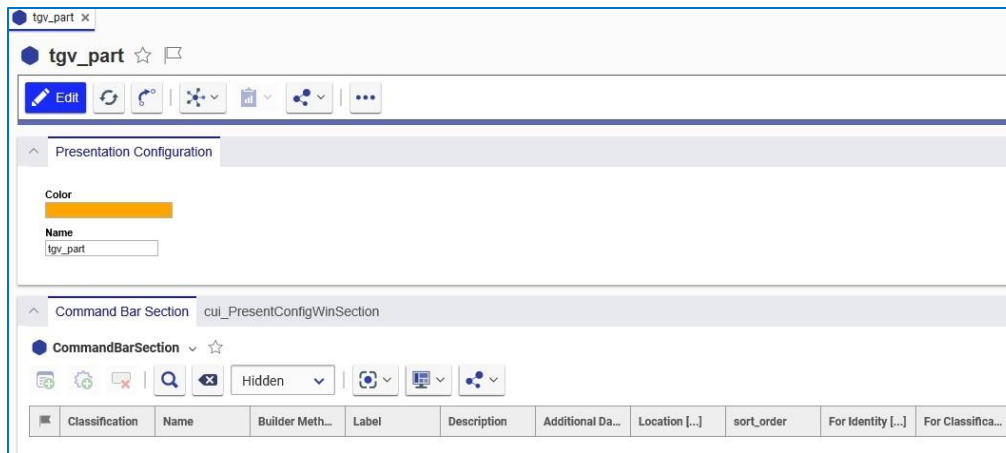 tgv_part ×
tgv_part
Edit
Presentation Configuration
Color
Name
tgv_part
Command Bar Section cui_PresentConfigWinSection
CommandBarSection
Hidden
Classification Name Builder Meth... Label Description Additional Da... Location [...] sort_order For Identity [...] For Classifica...